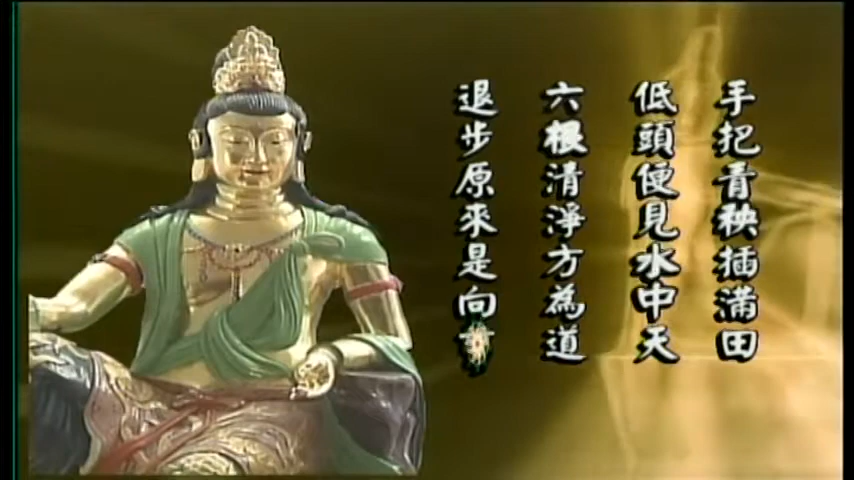 手把青秧插滿田
低頭便見水中天
六根清淨方為道
退步原來是向